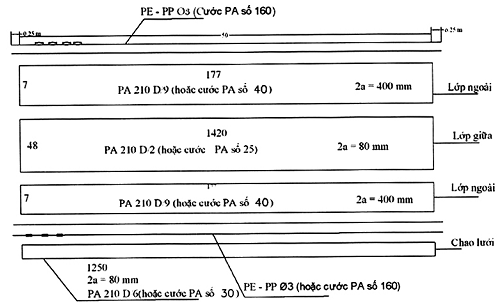 PE - PP O3 (Cước PA số 160)
0.25 m
50
0.25 m
177
7
PA 210 D/9 (hoặc cước PA số 40)
2a = 400 mm
Lớp ngoài
1420
48
PA 210 D/2 (hoặc cước PA số 25)
2a = 80 mm
Lớp giữa
7
PA 210 D/9 (hoặc cước PA số 40)
2a = 400 mm
Lớp ngoài
Chao lưới
1250
2a = 80 mm
PA 210 D 6(hoặc cước PA số 30)
PE - PP Ø3 (hoặc cước PA số 160)